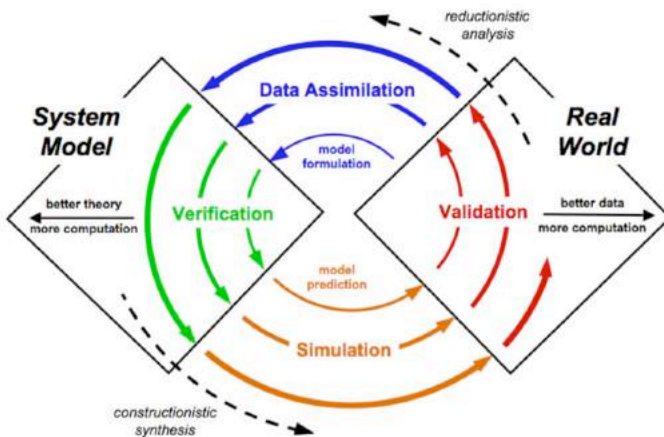 reductionistic
analysis
Data Assimilation
System
Model
Real
World
model
formulation
better theory
more computation
Verification
Validation
better data
more computation
model
prediction
Simulation
constructionistic
synthesis